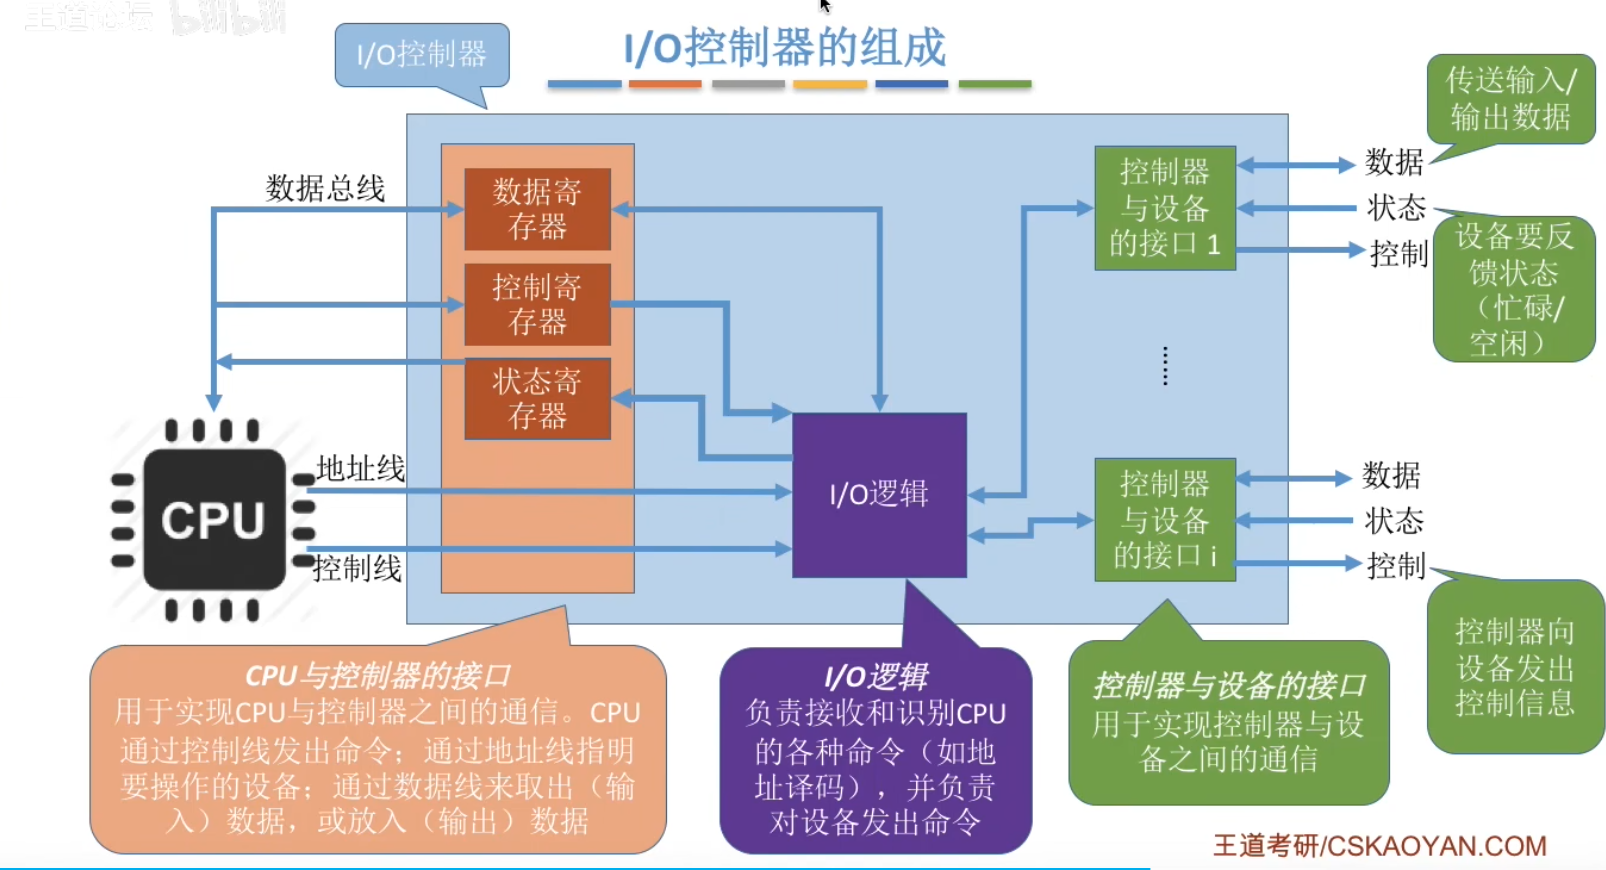 I/O控制器的组成
I/O控制器
数据总线
数据寄
存器
控制寄
存器
状态寄
存器
CPU
地址线
控制线
I/O逻辑
控制器
与设备
的接口 1
数据
状态
控制
传送输入/
输出数据
设备要反
馈状态
（忙碌/
空闲）
控制器
与设备
的接口 i
数据
状态
控制
控制器向
设备发出
控制信息
CPU与控制器的接口
用于实现CPU与控制器之间的通信。CPU
通过控制线发出命令；通过地址线指明
要操作的设备；通过数据线来取出（输
入）数据，或放入（输出）数据
I/O逻辑
负责接收和识别CPU
的各种命令（如地
址译码），并负责
对设备发出命令
控制器与设备的接口
用于实现控制器与设
备之间的通信
王道考研/CSKAOYAN.COM